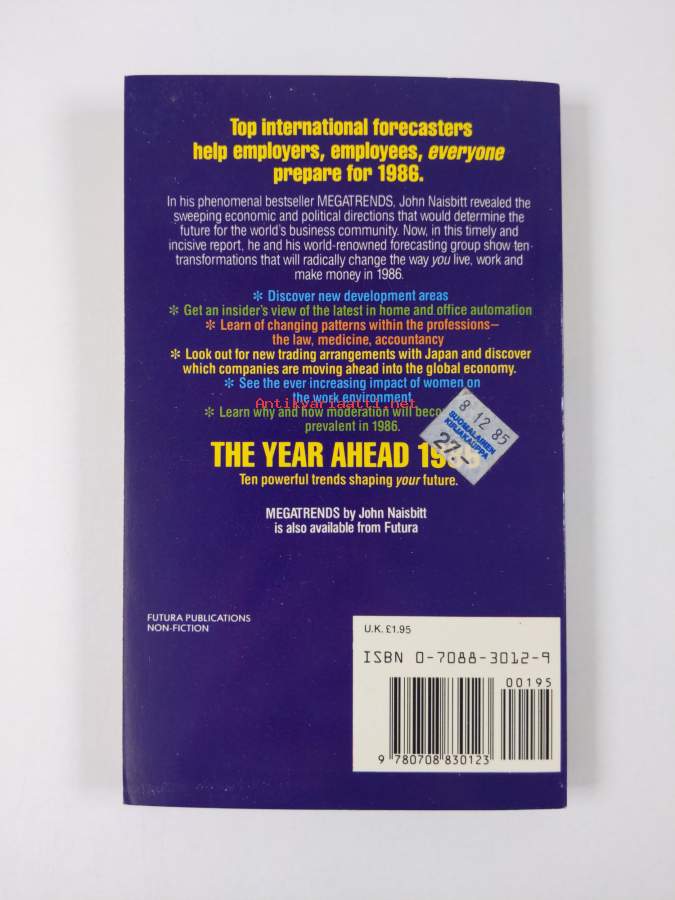 Top international forecasters
help employers, employees, everyone
prepare for 1986.
In his phenomenal bestseller MEGATRENDS, John Naisbitt revealed the
sweeping economic and political directions that would determine the
future for the world's business community. Now, in this timely and
incisive report, he and his world-renowned forecasting group show ten
transformations that will radically change the way you live, work and
make money in 1986.
* Discover new development areas
* Get an insider's view of the latest in home and office automation
* Learn of changing patterns within the professions—
the law, medicine, accountancy
* Look out for new trading arrangements with Japan and discover
which companies are moving ahead into the global economy.
* See the ever increasing impact of women on
the work environment
Antikvariaatti.net
* Learn why and how moderation will
prevalent in 1986.
8 12 85
SUOMALAINEN
KIRJAKAUPPA
27.-
THE YEAR AHEAD
Ten powerful trends shaping your future.
MEGATRENDS by John Naisbitt
is also available from Futura
FUTURA PUBLICATIONS
NON-FICTION
U.K. £1.95
ISBN 0-7088-3012-9
00195
9 780708 830123